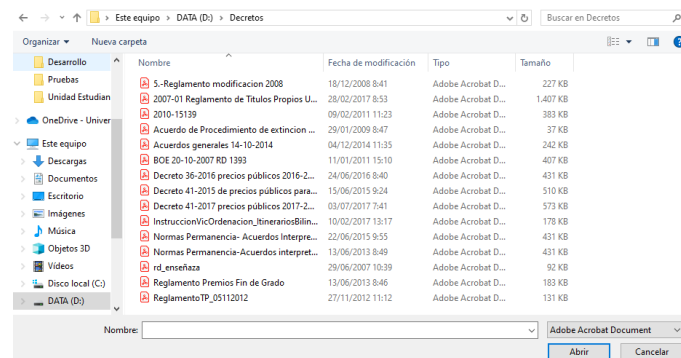 Este equipo > DATA (D:) > Decretos
Buscar en Decretos
Organizar
Nueva carpeta
Desarrollo
Pruebas
Unidad Estudian
OneDrive - Univer
Este equipo
Descargas
Documentos
Escritorio
Imágenes
Música
Objetos 3D
Vídeos
Disco local (C:)
DATA (D:)
Nombre Fecha de modificación Tipo Tamaño
5.-Reglamento modificacion 2008 18/12/2008 8:41 Adobe Acrobat D... 227 KB
2007-01 Reglamento de Titulos Propios U... 28/02/2017 8:53 Adobe Acrobat D... 1.407 KB
2010-15139 09/02/2011 11:23 Adobe Acrobat D... 383 KB
Acuerdo de Procedimiento de extincion ... 29/01/2009 8:47 Adobe Acrobat D... 37 KB
Acuerdos generales 14-10-2014 04/12/2014 11:35 Adobe Acrobat D... 242 KB
BOE 20-10-2007 RD 1393 11/01/2011 15:10 Adobe Acrobat D... 407 KB
Decreto 36-2016 precios públicos 2016-2... 24/06/2016 8:40 Adobe Acrobat D... 431 KB
Decreto 41-2015 de precios públicos para... 15/06/2015 9:24 Adobe Acrobat D... 510 KB
Decreto 41-2017 precios públicos 2017-2... 03/07/2017 7:41 Adobe Acrobat D... 573 KB
InstruccionVicOrdenacion_ItinerariosBilin... 10/02/2017 13:17 Adobe Acrobat D... 178 KB
Normas Permanencia- Acuerdos Interpre... 22/06/2015 9:55 Adobe Acrobat D... 431 KB
Normas Permanencia-Acuerdos interpret... 13/06/2013 8:49 Adobe Acrobat D... 431 KB
rd_enseñaza 29/06/2007 10:39 Adobe Acrobat D... 92 KB
Reglamento Premios Fin de Grado 13/06/2013 8:46 Adobe Acrobat D... 183 KB
ReglamentoTP_05112012 27/11/2012 11:12 Adobe Acrobat D... 131 KB
Nombre:
Adobe Acrobat Document
Abrir
Cancelar